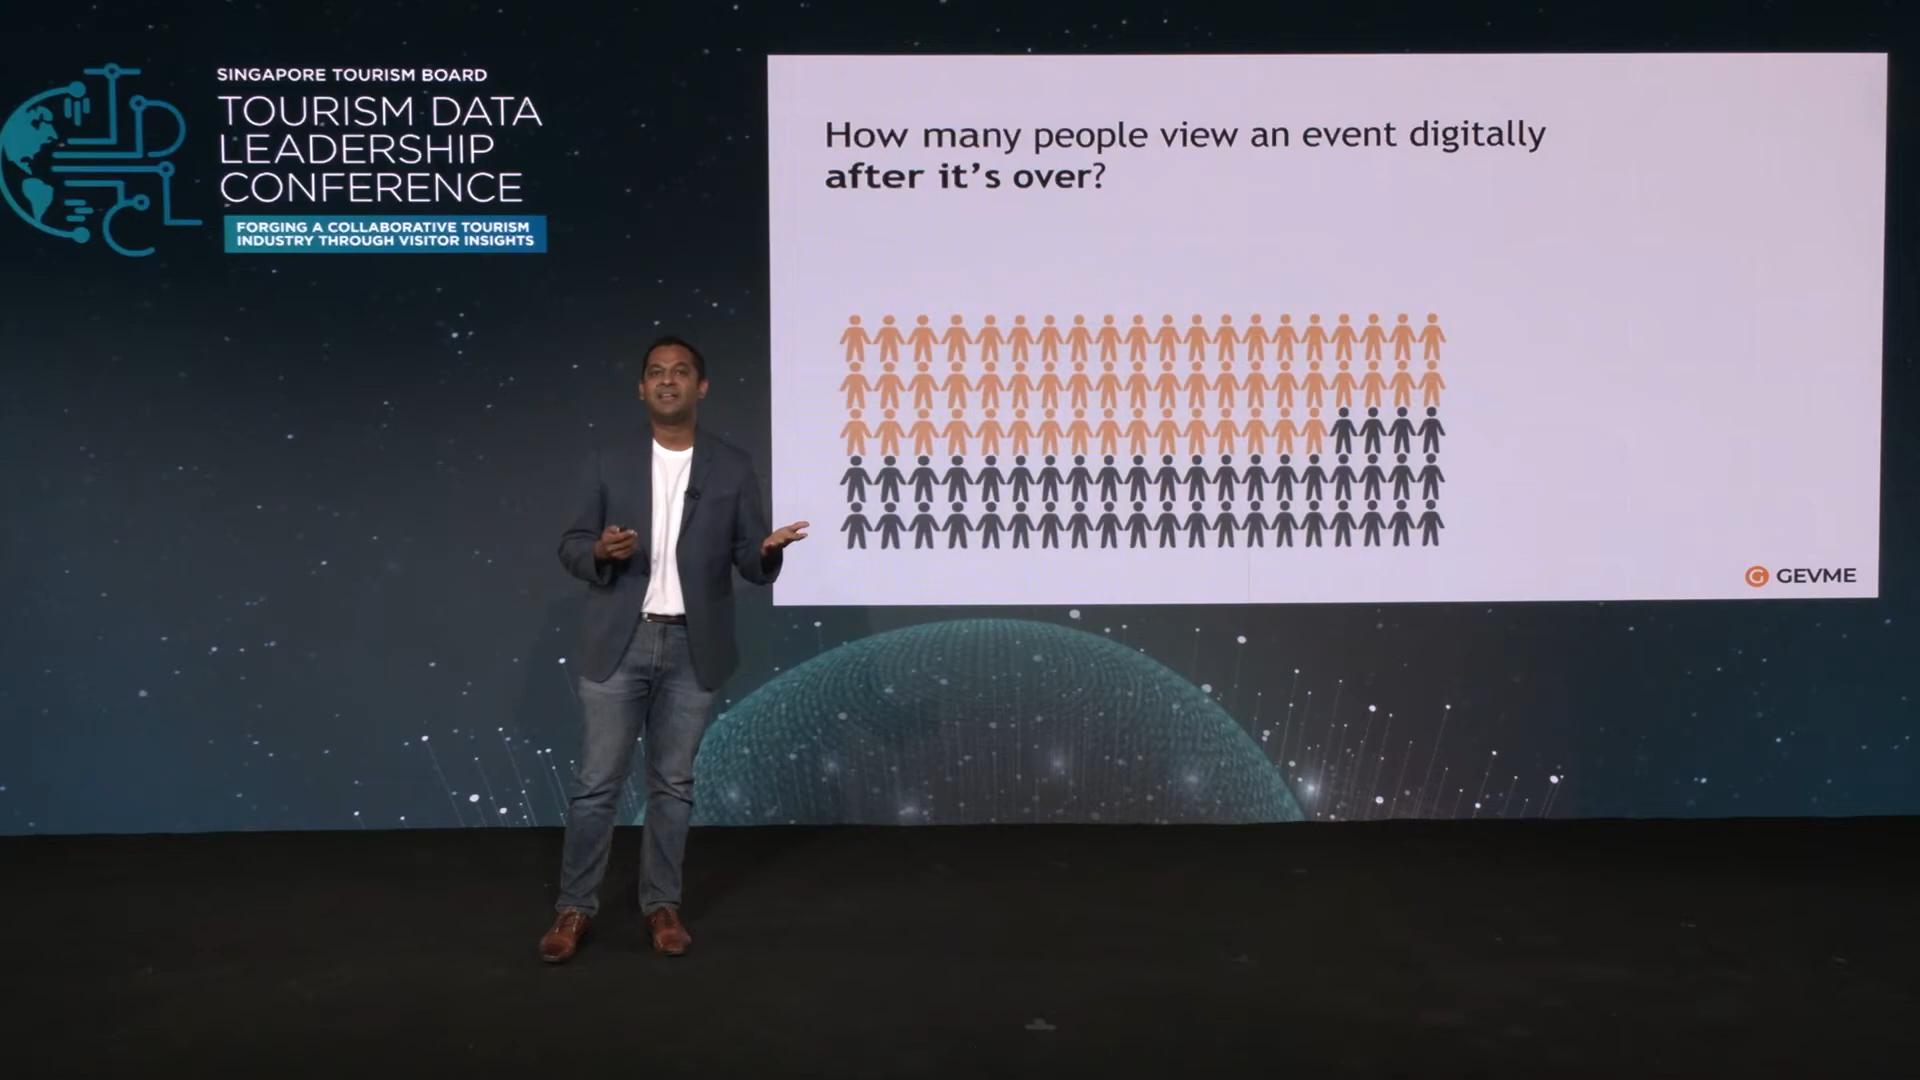 SINGAPORE TOURISM BOARD
TOURISM DATA
LEADERSHIP
CONFERENCE
FORGING A COLLABORATIVE TOURISM
INDUSTRY THROUGH VISITOR INSIGHTS
How many people view an event digitally
after it's over?
GEVME